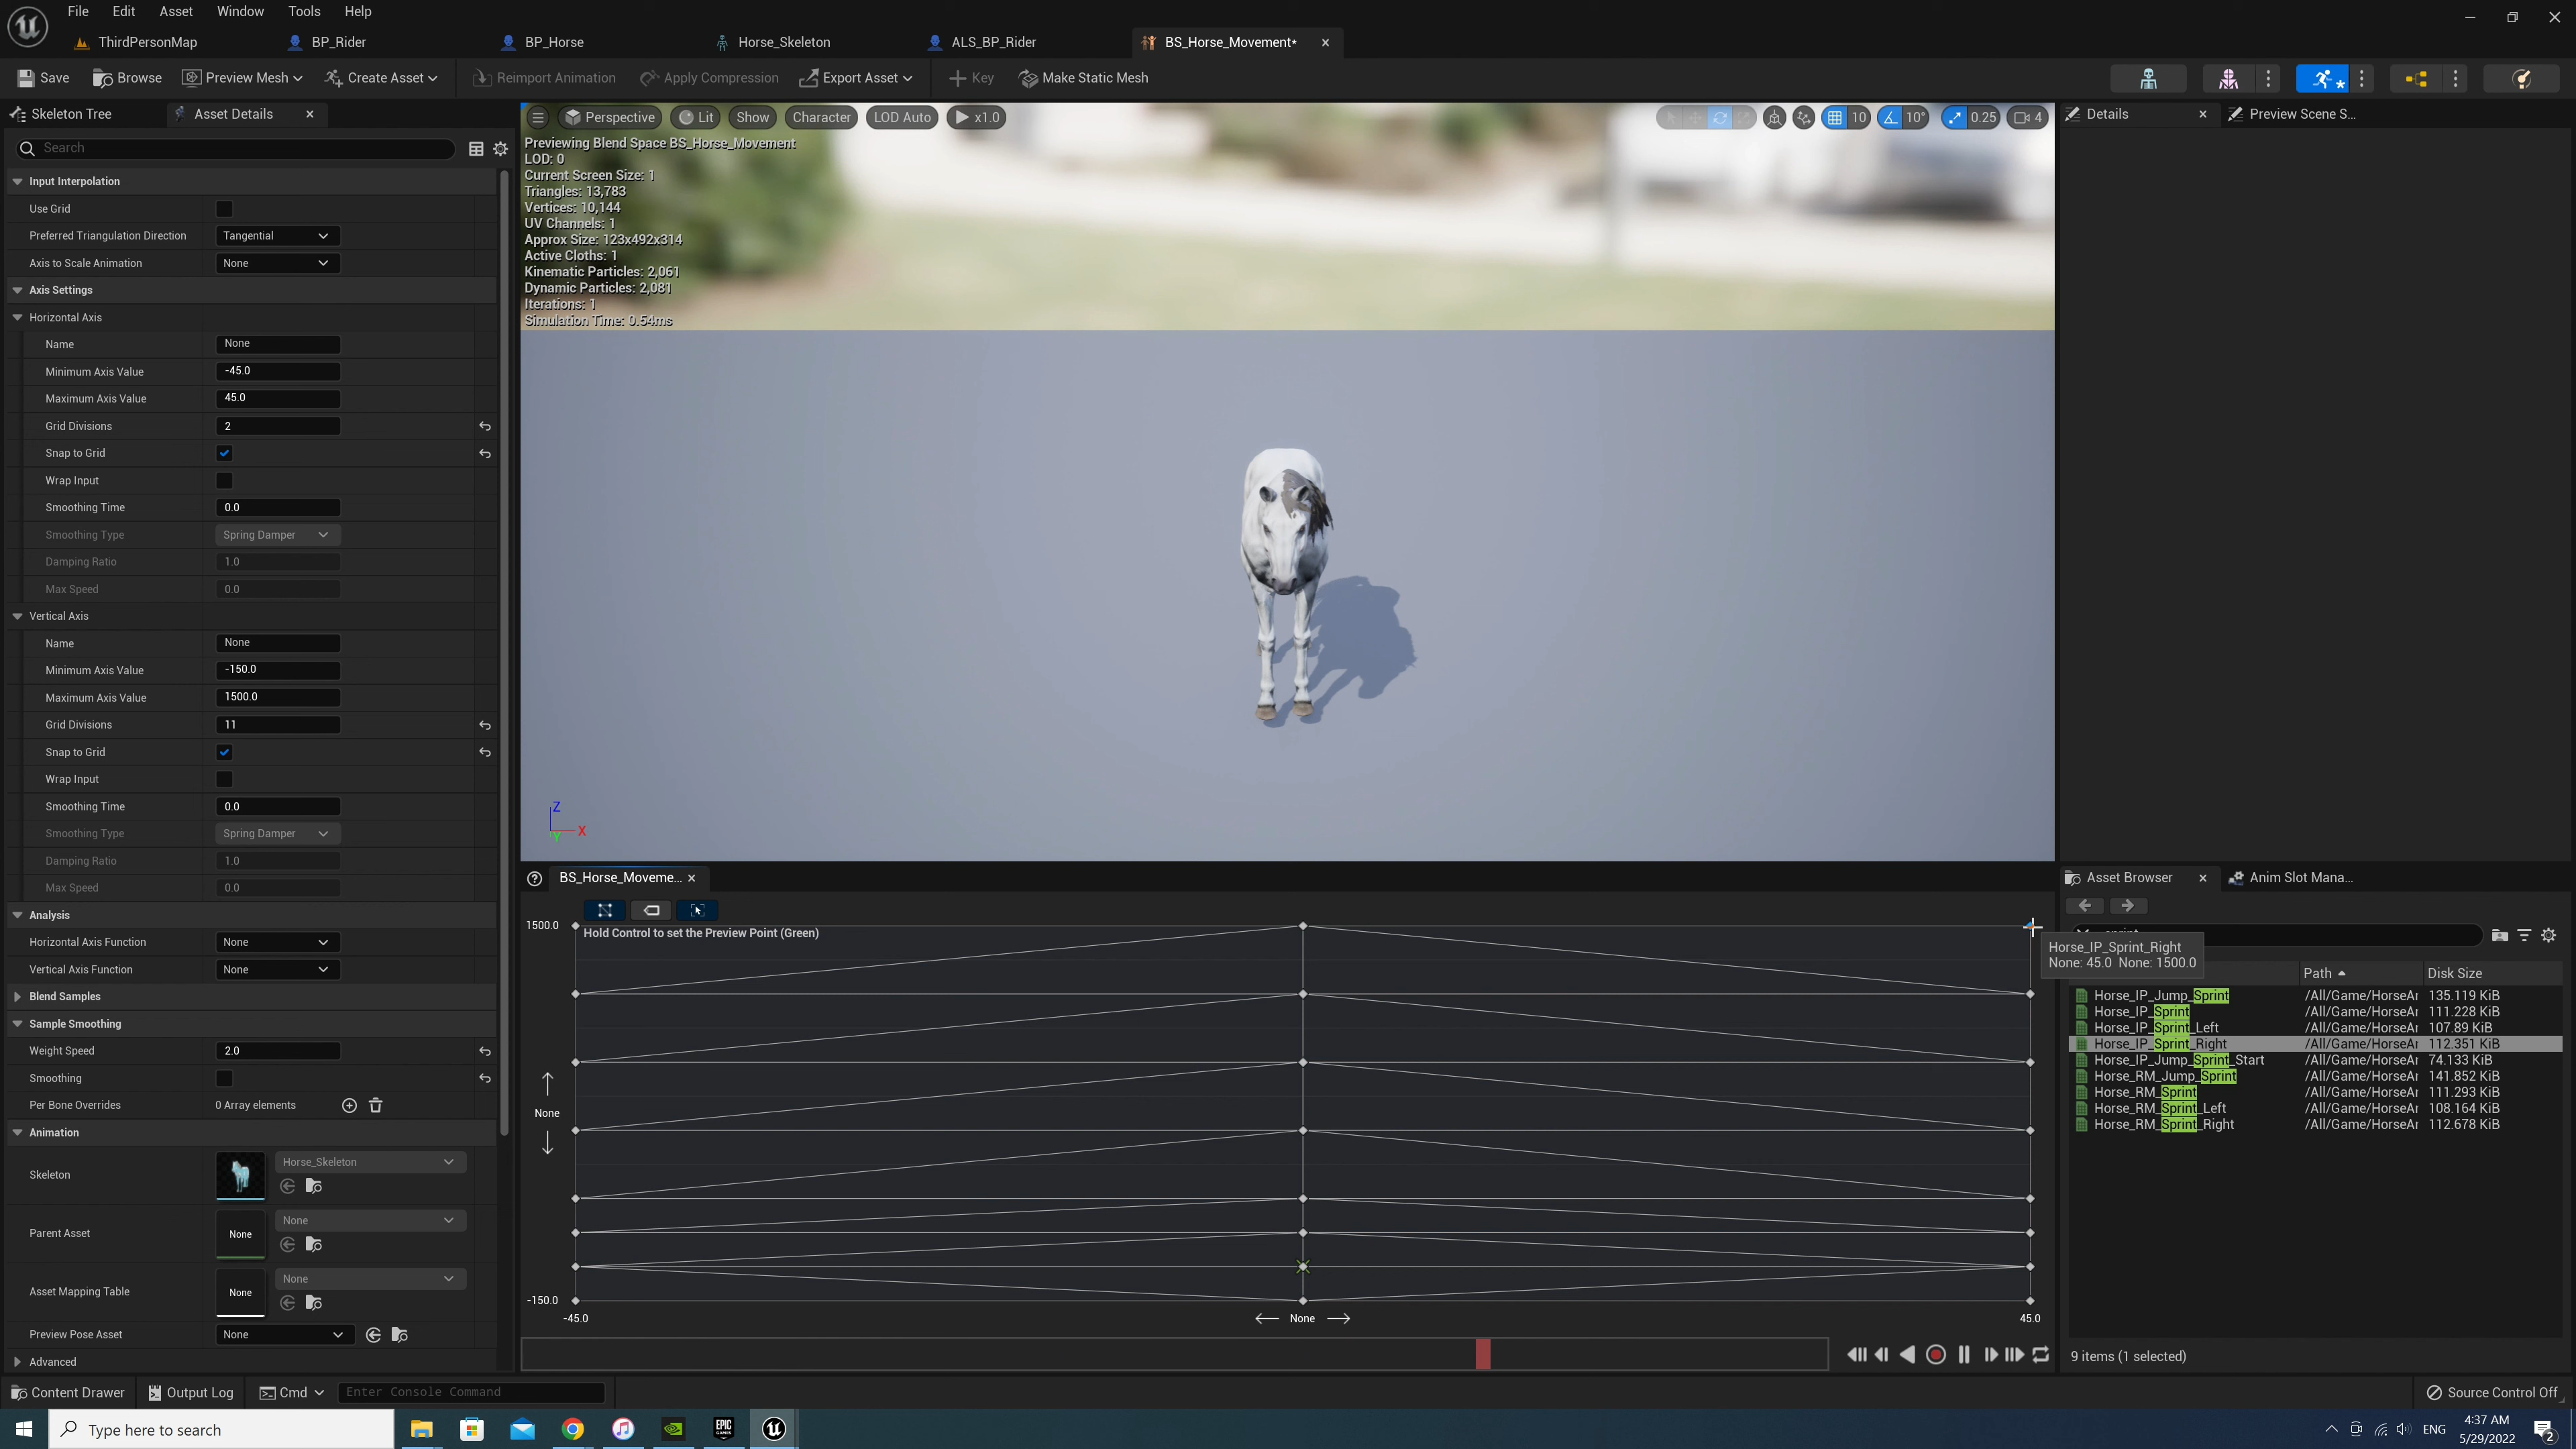 File Edit Asset Window Tools Help
ThirdPersonMap BP_Rider BP_Horse Horse_Skeleton ALS_BP_Rider BS_Horse_Movement*
Save Browse Preview Mesh Create Asset Reimport Animation Apply Compression Export Asset Key Make Static Mesh
Skeleton Tree Asset Details
Search
Input Interpolation
Use Grid
Preferred Triangulation Direction Tangential
Axis to Scale Animation None
Axis Settings
Horizontal Axis
Name None
Minimum Axis Value -45.0
Maximum Axis Value 45.0
Grid Divisions 2
Snap to Grid
Wrap Input
Smoothing Time 0.0
Smoothing Type Spring Damper
Damping Ratio 1.0
Max Speed 0.0
Vertical Axis
Name None
Minimum Axis Value -150.0
Maximum Axis Value 1500.0
Grid Divisions 11
Snap to Grid
Wrap Input
Smoothing Time 0.0
Smoothing Type Spring Damper
Damping Ratio 1.0
Max Speed 0.0
Analysis
Horizontal Axis Function None
Vertical Axis Function None
Blend Samples
Sample Smoothing
Weight Speed 2.0
Smoothing
Per Bone Overrides 0 Array elements
Animation
Skeleton Horse_Skeleton
Parent Asset None None
Asset Mapping Table None None
Preview Pose Asset None
Advanced
Perspective Lit Show Character LOD Auto x1.0 10 10° 0.25 4
Previewing Blend Space BS_Horse_Movement
LOD: 0
Current Screen Size: 1
Triangles: 13,783
Vertices: 10,144
UV Channels: 1
Approx Size: 123x492x314
Active Cloths: 1
Kinematic Particles: 2,061
Dynamic Particles: 2,081
Iterations: 1
Simulation Time: 0.54ms
Z
X
Y
BS_Horse_Moveme...
1500.0
Hold Control to set the Preview Point (Green)
None
-150.0
-45.0 None 45.0
Details Preview Scene S...
Asset Browser Anim Slot Mana...
Horse_IP_Sprint_Right
None: 45.0 None: 1500.0
Path Disk Size
Horse_IP_Jump_Sprint /All/Game/HorseAr 135.119 KiB
Horse_IP_Sprint /All/Game/HorseAr 111.228 KiB
Horse_IP_Sprint_Left /All/Game/HorseAr 107.89 KiB
Horse_IP_Sprint_Right /All/Game/HorseAr 112.351 KiB
Horse_IP_Jump_Sprint_Start /All/Game/HorseAr 74.133 KiB
Horse_RM_Jump_Sprint /All/Game/HorseAr 141.852 KiB
Horse_RM_Sprint /All/Game/HorseAr 111.293 KiB
Horse_RM_Sprint_Left /All/Game/HorseAr 108.164 KiB
Horse_RM_Sprint_Right /All/Game/HorseAr 112.678 KiB
9 items (1 selected)
Content Drawer Output Log Cmd Enter Console Command Source Control Off
Type here to search
EPIC GAMES
ENG
4:37 AM
5/29/2022
2